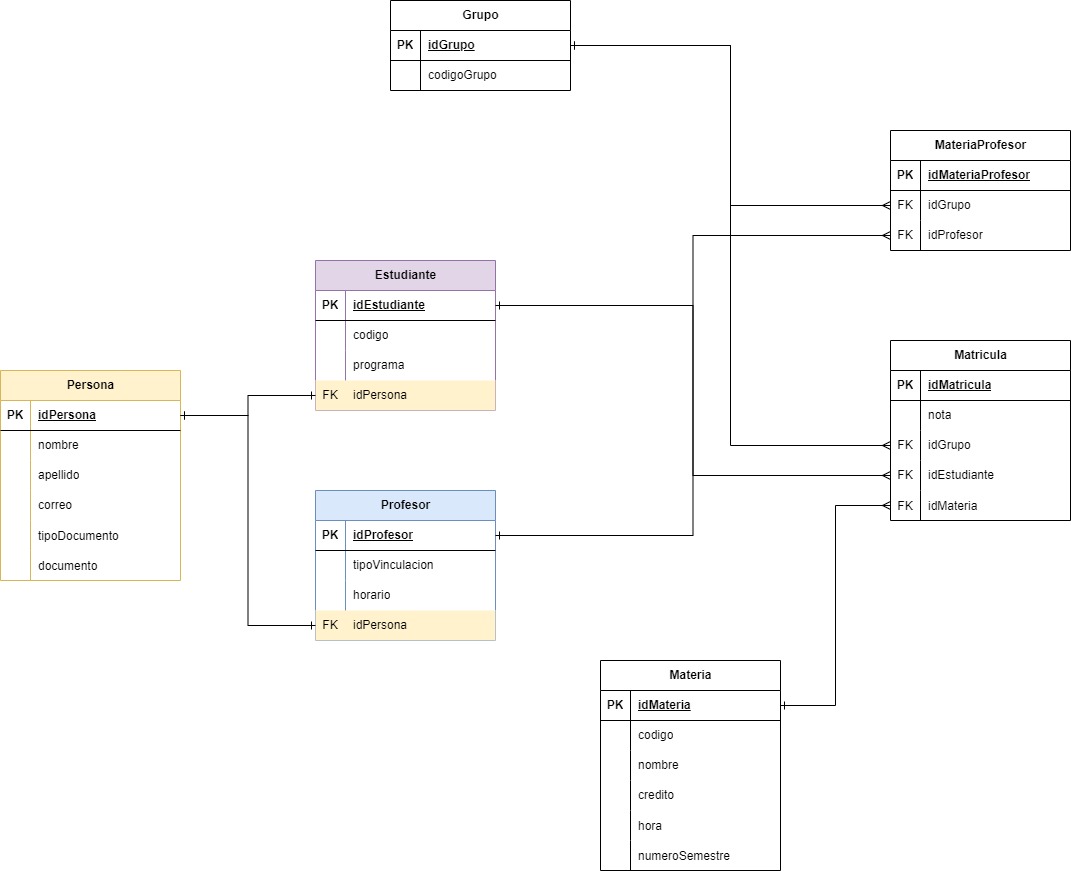 Grupo
PK idGrupo
codigoGrupo
MateriaProfesor
PK idMateriaProfesor
FK idGrupo
FK idProfesor
Estudiante
PK idEstudiante
codigo
programa
FK idPersona
Matricula
PK idMatricula
nota
FK idGrupo
FK idEstudiante
FK idMateria
Persona
PK idPersona
nombre
apellido
correo
tipoDocumento
documento
Profesor
PK idProfesor
tipoVinculacion
horario
FK idPersona
Materia
PK idMateria
codigo
nombre
credito
hora
numeroSemestre